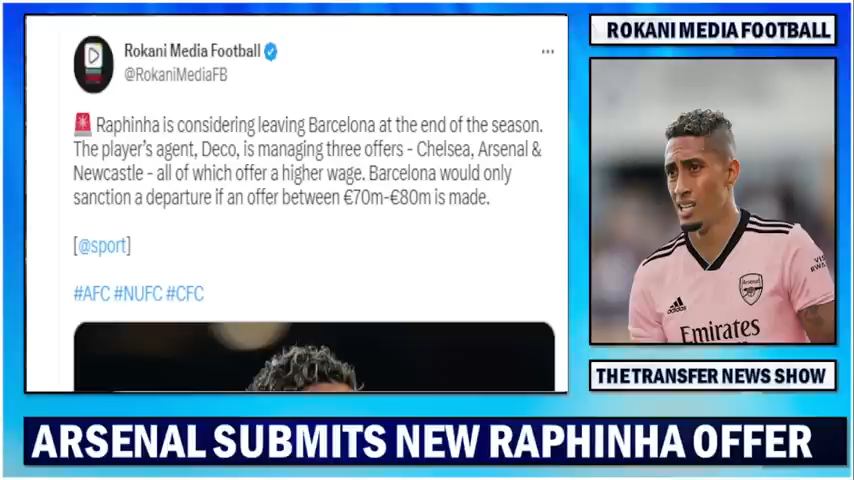 Rokani Media Football
@RokaniMediaFB
🚨 Raphinha is considering leaving Barcelona at the end of the season.
The player's agent, Deco, is managing three offers - Chelsea, Arsenal &
Newcastle - all of which offer a higher wage. Barcelona would only
sanction a departure if an offer between €70m-€80m is made.
[@sport]
#AFC #NUFC #CFC
ROKANI MEDIA FOOTBALL
Arsenal
adidas
Emirates
VIS
RWA
THE TRANSFER NEWS SHOW
ARSENAL SUBMITS NEW RAPHINHA OFFER